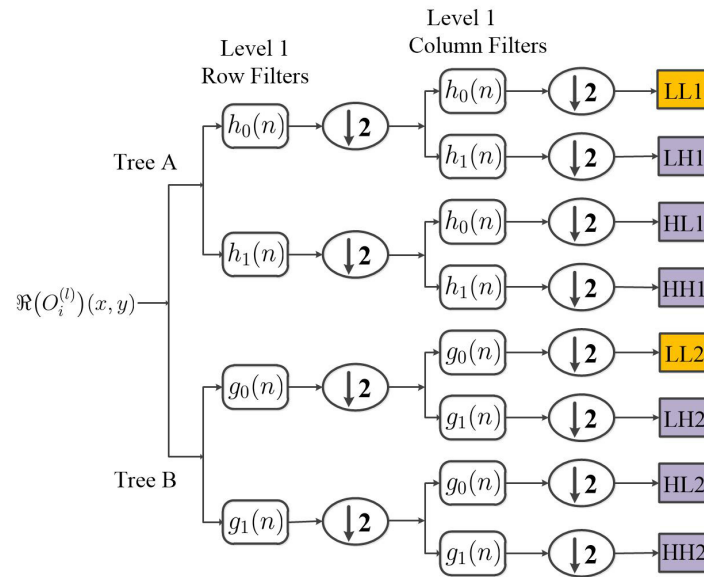 Level 1
Row Filters
Level 1
Column Filters
Tree A
h₀(n)
↓2
h₀(n)
↓2
LL1
h₁(n)
↓2
LH1
h₁(n)
↓2
h₀(n)
↓2
HL1
h₁(n)
↓2
HH1
ℜ(O_i^{(l)})(x, y)
g₀(n)
↓2
g₀(n)
↓2
LL2
g₁(n)
↓2
LH2
Tree B
g₁(n)
↓2
g₀(n)
↓2
HL2
g₁(n)
↓2
HH2